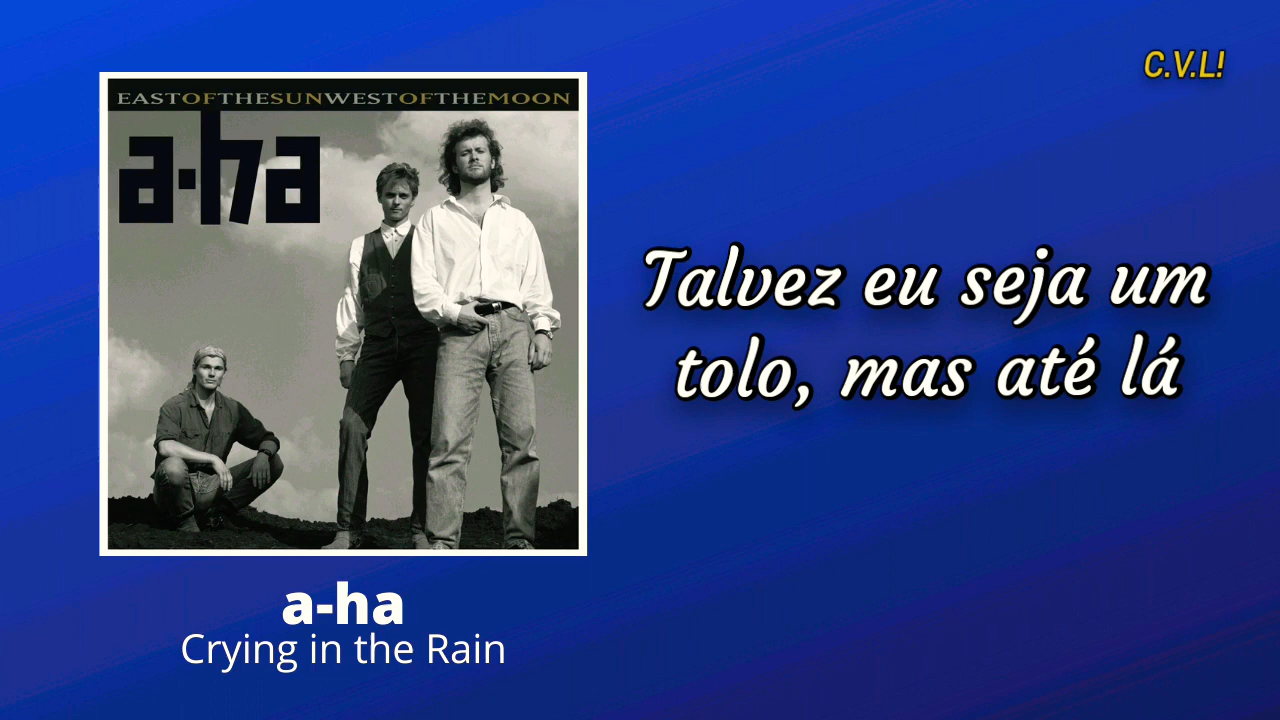 C.V.L!
EASTOFTHESUNWESTOFTHEMOON
a-ha
Talvez eu seja um
tolo, mas até lá
a-ha
Crying in the Rain